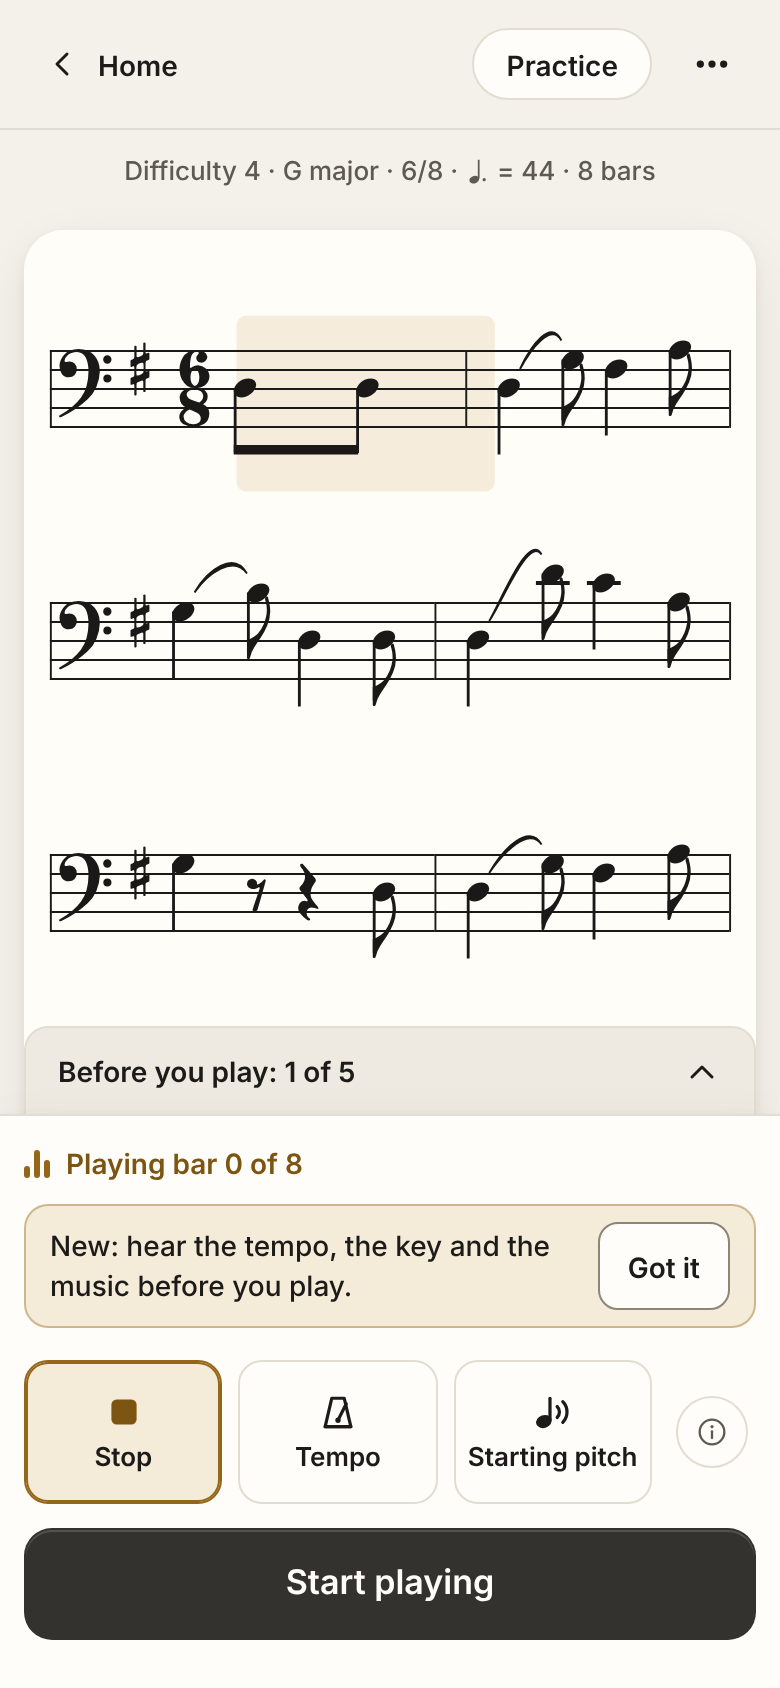 Home
Practice
Difficulty 4 · G major · 6/8 · ♩. = 44 · 8 bars
6
8
Before you play: 1 of 5
Playing bar 0 of 8
New: hear the tempo, the key and the
music before you play.
Got it
Stop
Tempo
Starting pitch
Start playing